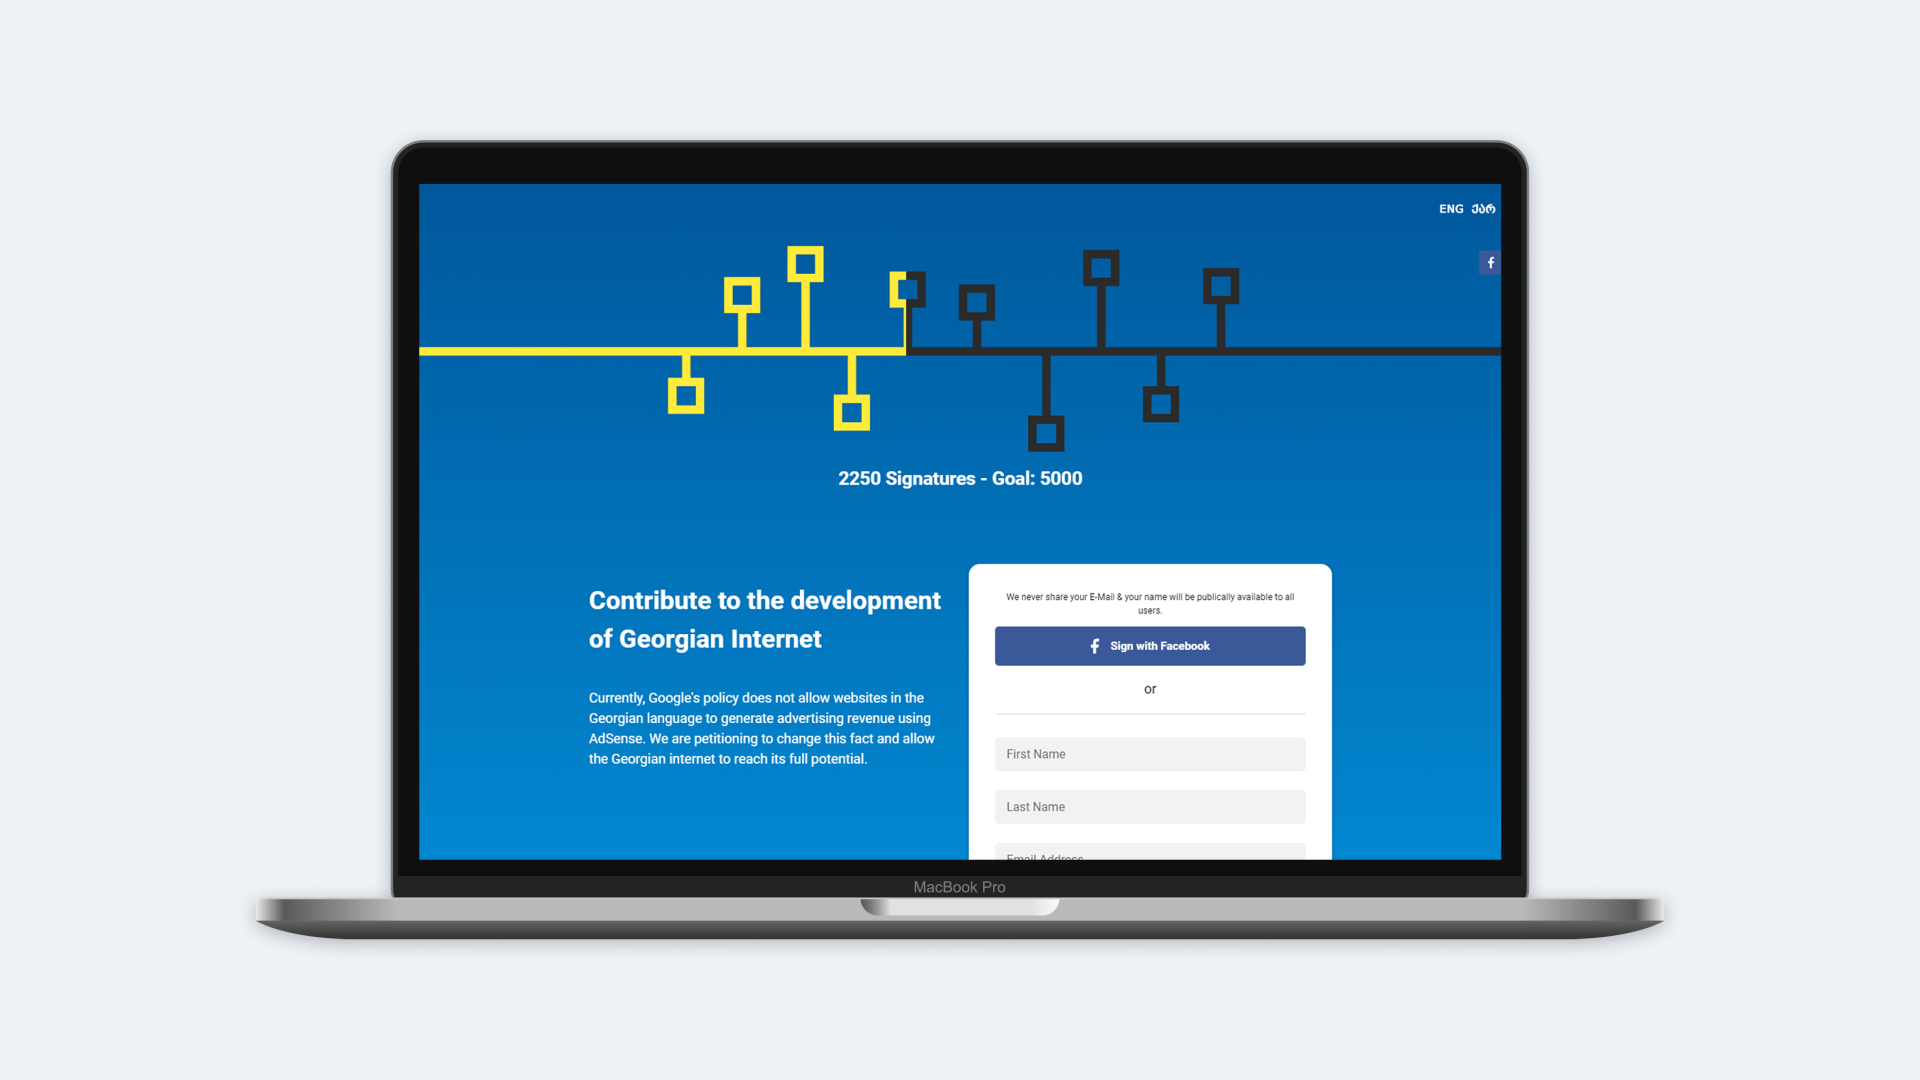 ENG ქარ
2250 Signatures - Goal: 5000
Contribute to the development
of Georgian Internet
Currently, Google's policy does not allow websites in the
Georgian language to generate advertising revenue using
AdSense. We are petitioning to change this fact and allow
the Georgian internet to reach its full potential.
We never share your E-Mail & your name will be publically available to all
users.
Sign with Facebook
or
First Name
Last Name
Email Address
MacBook Pro